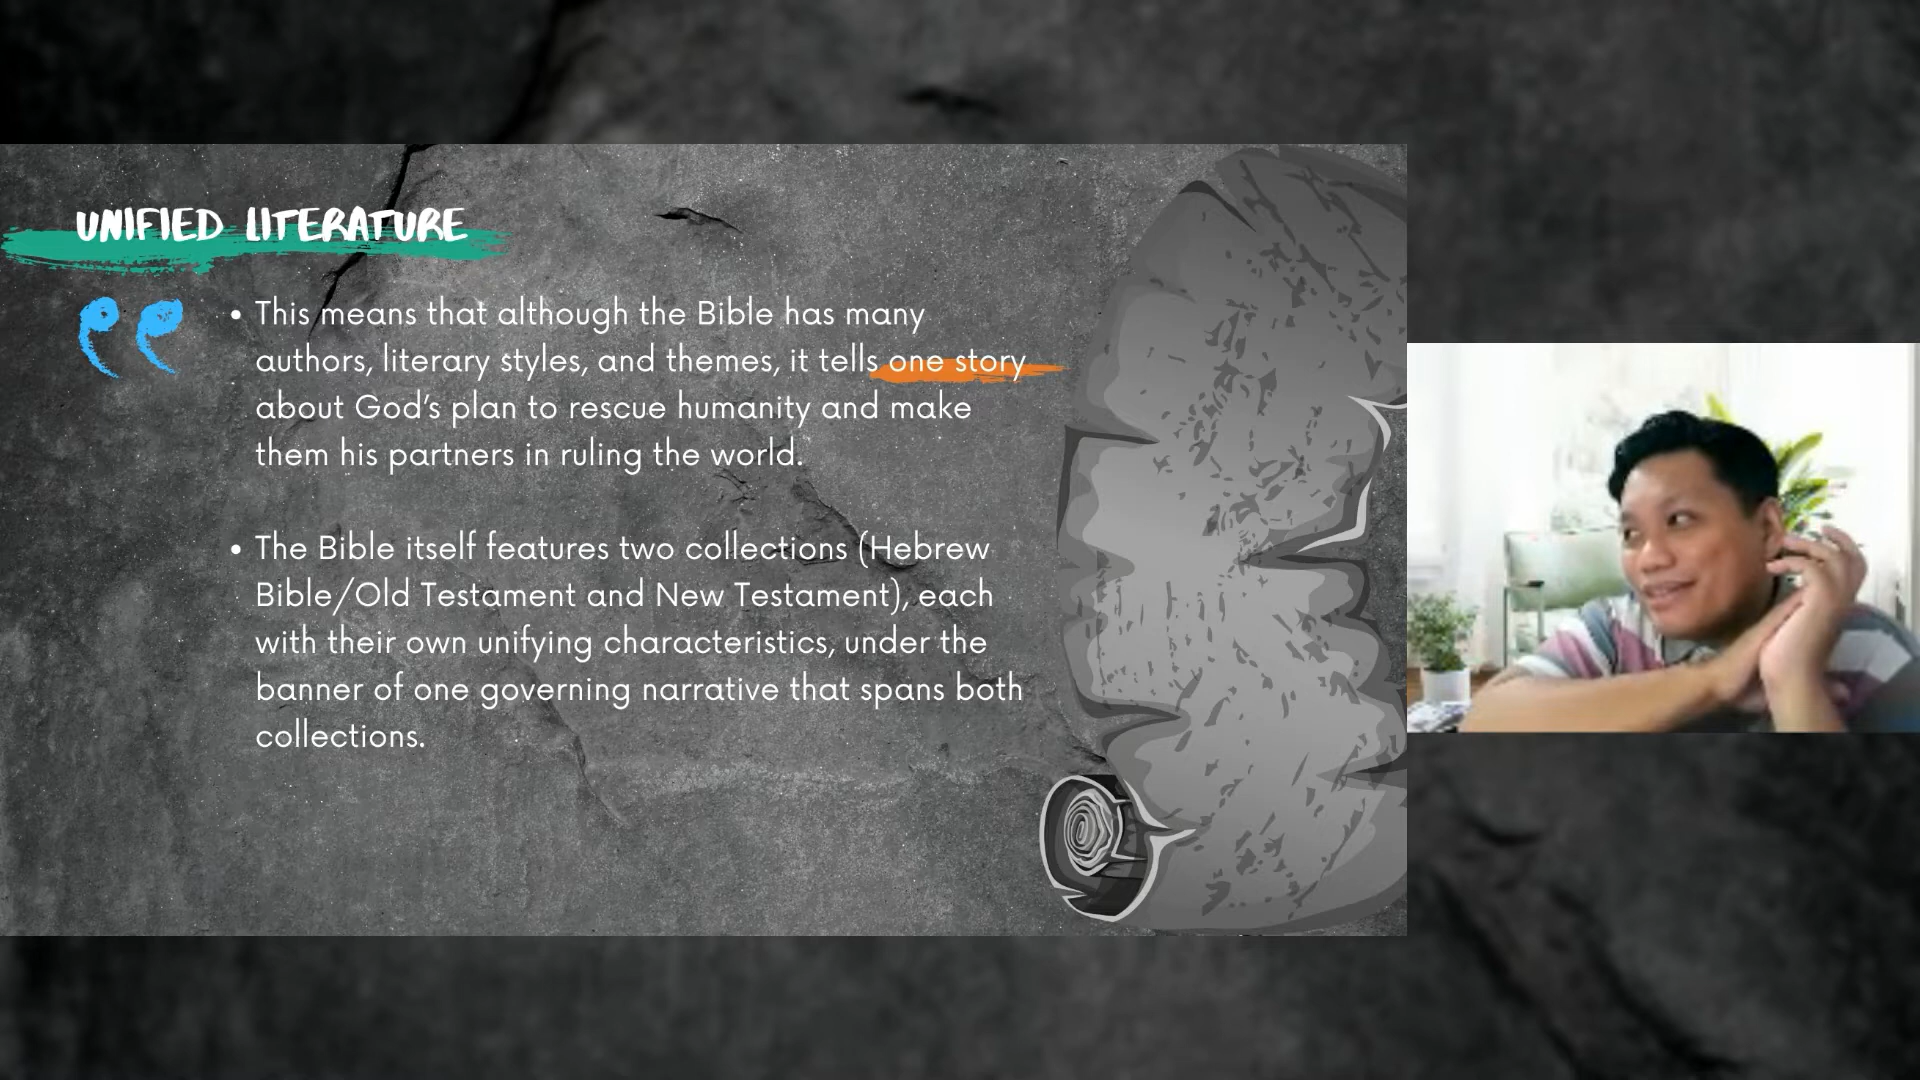 UNIFIED LITERATURE
• This means that although the Bible has many
authors, literary styles, and themes, it tells one story
about God's plan to rescue humanity and make
them his partners in ruling the world.
• The Bible itself features two collections (Hebrew
Bible/Old Testament and New Testament), each
with their own unifying characteristics, under the
banner of one governing narrative that spans both
collections.